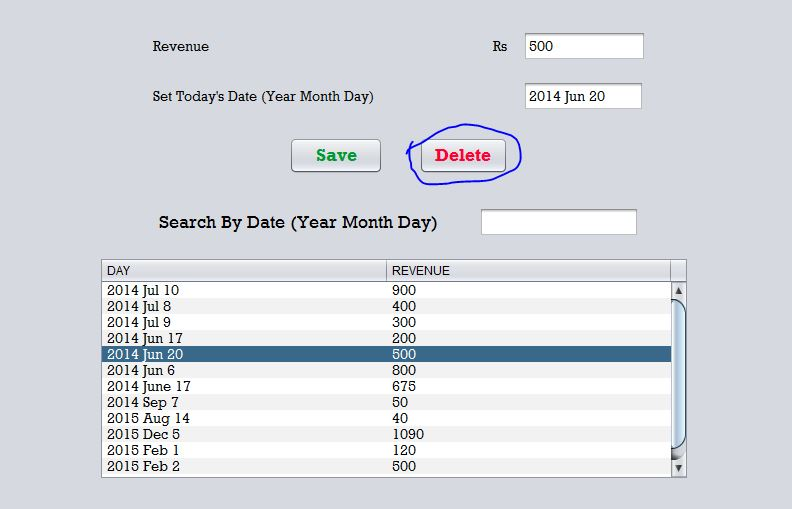 Revenue Rs 500
Set Today's Date (Year Month Day) 2014 Jun 20
Save Delete
Search By Date (Year Month Day)
DAY REVENUE
2014 Jul 10 900
2014 Jul 8 400
2014 Jul 9 300
2014 Jun 17 200
2014 Jun 20 500
2014 Jun 6 800
2014 June 17 675
2014 Sep 7 50
2015 Aug 14 40
2015 Dec 5 1090
2015 Feb 1 120
2015 Feb 2 500